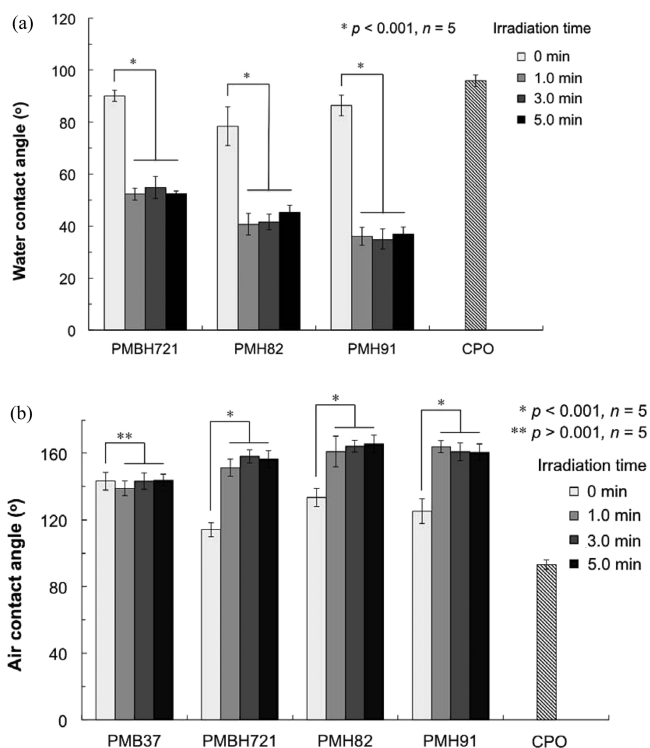 (a)
* p < 0.001, n = 5
Irradiation time
0 min
1.0 min
3.0 min
5.0 min
120
100
80
60
40
20
0
Water contact angle (º)
*
*
*
PMBH721
PMH82
PMH91
CPO
(b)
* p < 0.001, n = 5
** p > 0.001, n = 5
Irradiation time
0 min
1.0 min
3.0 min
5.0 min
160
120
80
40
0
Air contact angle (º)
**
*
*
*
PMB37
PMBH721
PMH82
PMH91
CPO